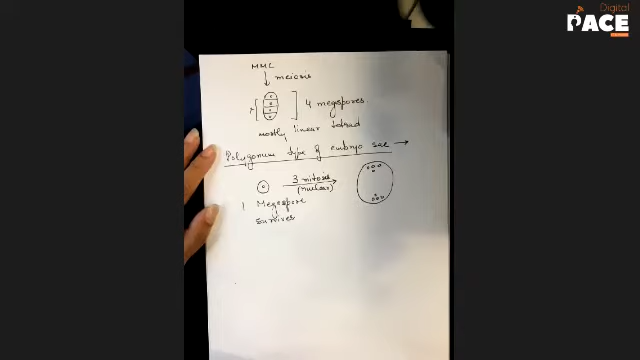 Digital
PACE
MMC
meiosis
4 megaspores
mostly linear tetrad
Polygonum type of embryo sac →
3 mitosis
(nuclear)
1 Megaspore
survives